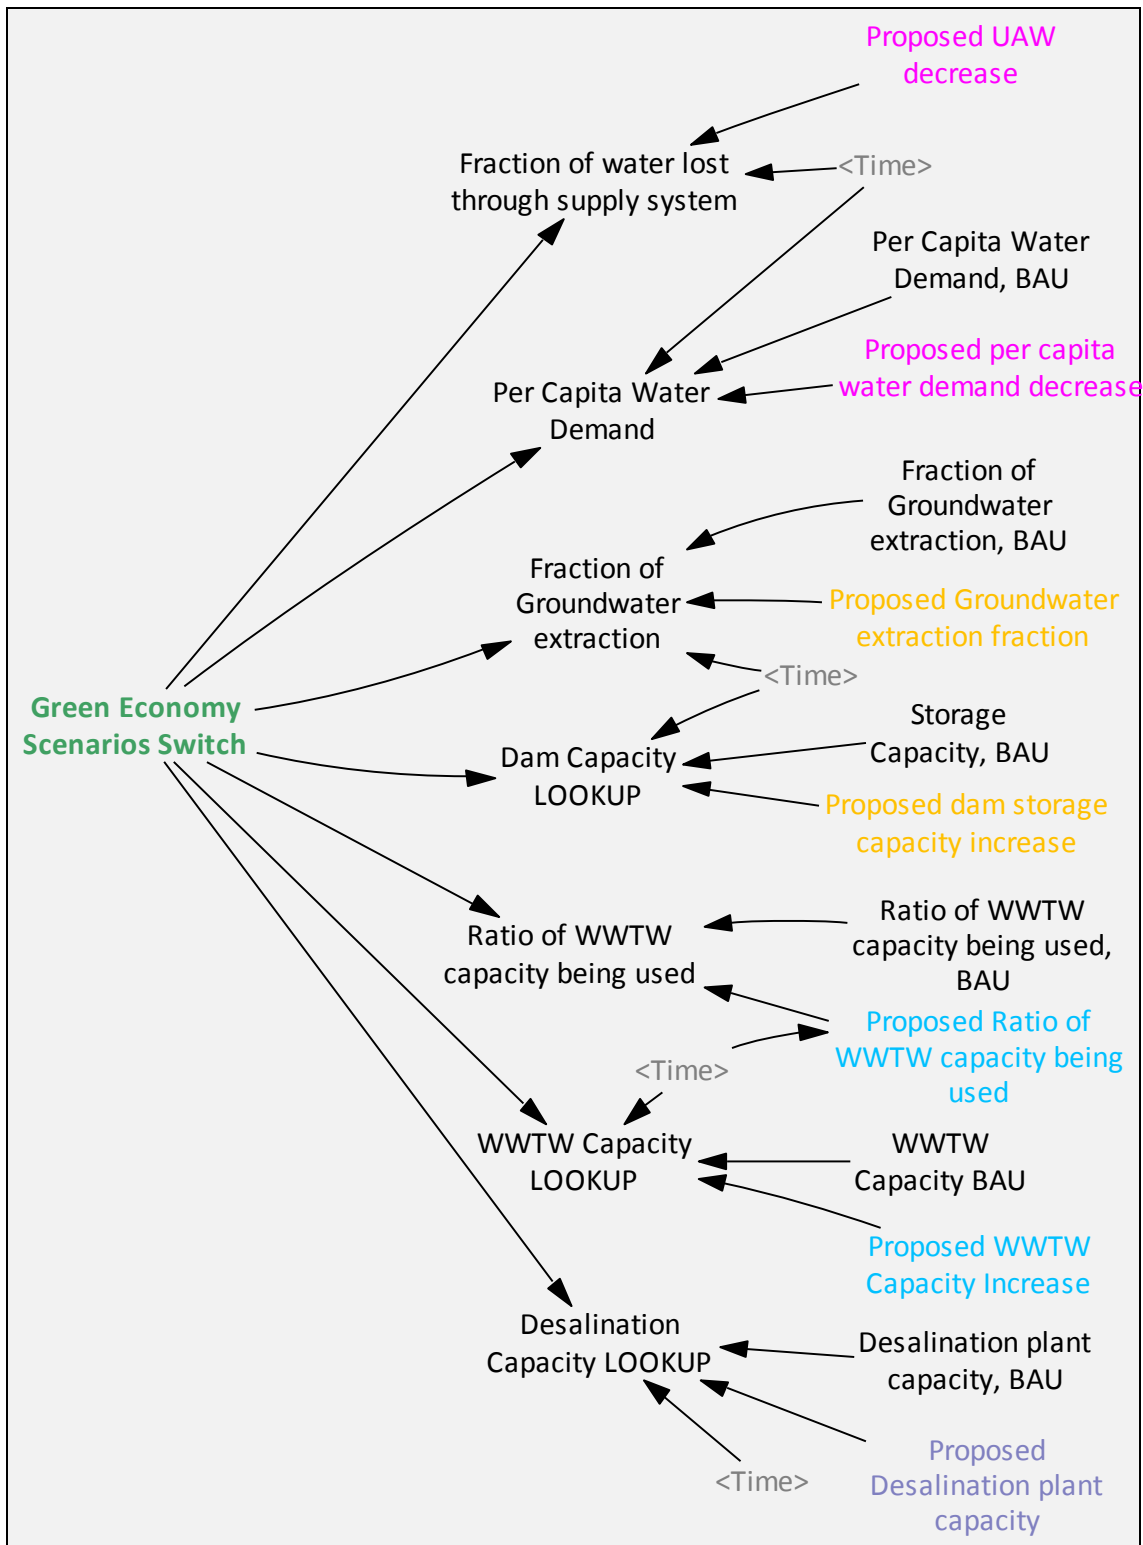 Proposed UAW
decrease
Fraction of water lost
through supply system
<Time>
Per Capita Water
Demand, BAU
Proposed per capita
water demand decrease
Per Capita Water
Demand
Fraction of
Groundwater
extraction, BAU
Fraction of
Groundwater
extraction
Proposed Groundwater
extraction fraction
<Time>
Green Economy
Scenarios Switch
Storage
Capacity, BAU
Dam Capacity
LOOKUP
Proposed dam storage
capacity increase
Ratio of WWTW
capacity being used,
BAU
Ratio of WWTW
capacity being used
Proposed Ratio of
WWTW capacity being
used
<Time>
WWTW Capacity
LOOKUP
WWTW
Capacity BAU
Proposed WWTW
Capacity Increase
Desalination
Capacity LOOKUP
Desalination plant
capacity, BAU
<Time>
Proposed
Desalination plant
capacity